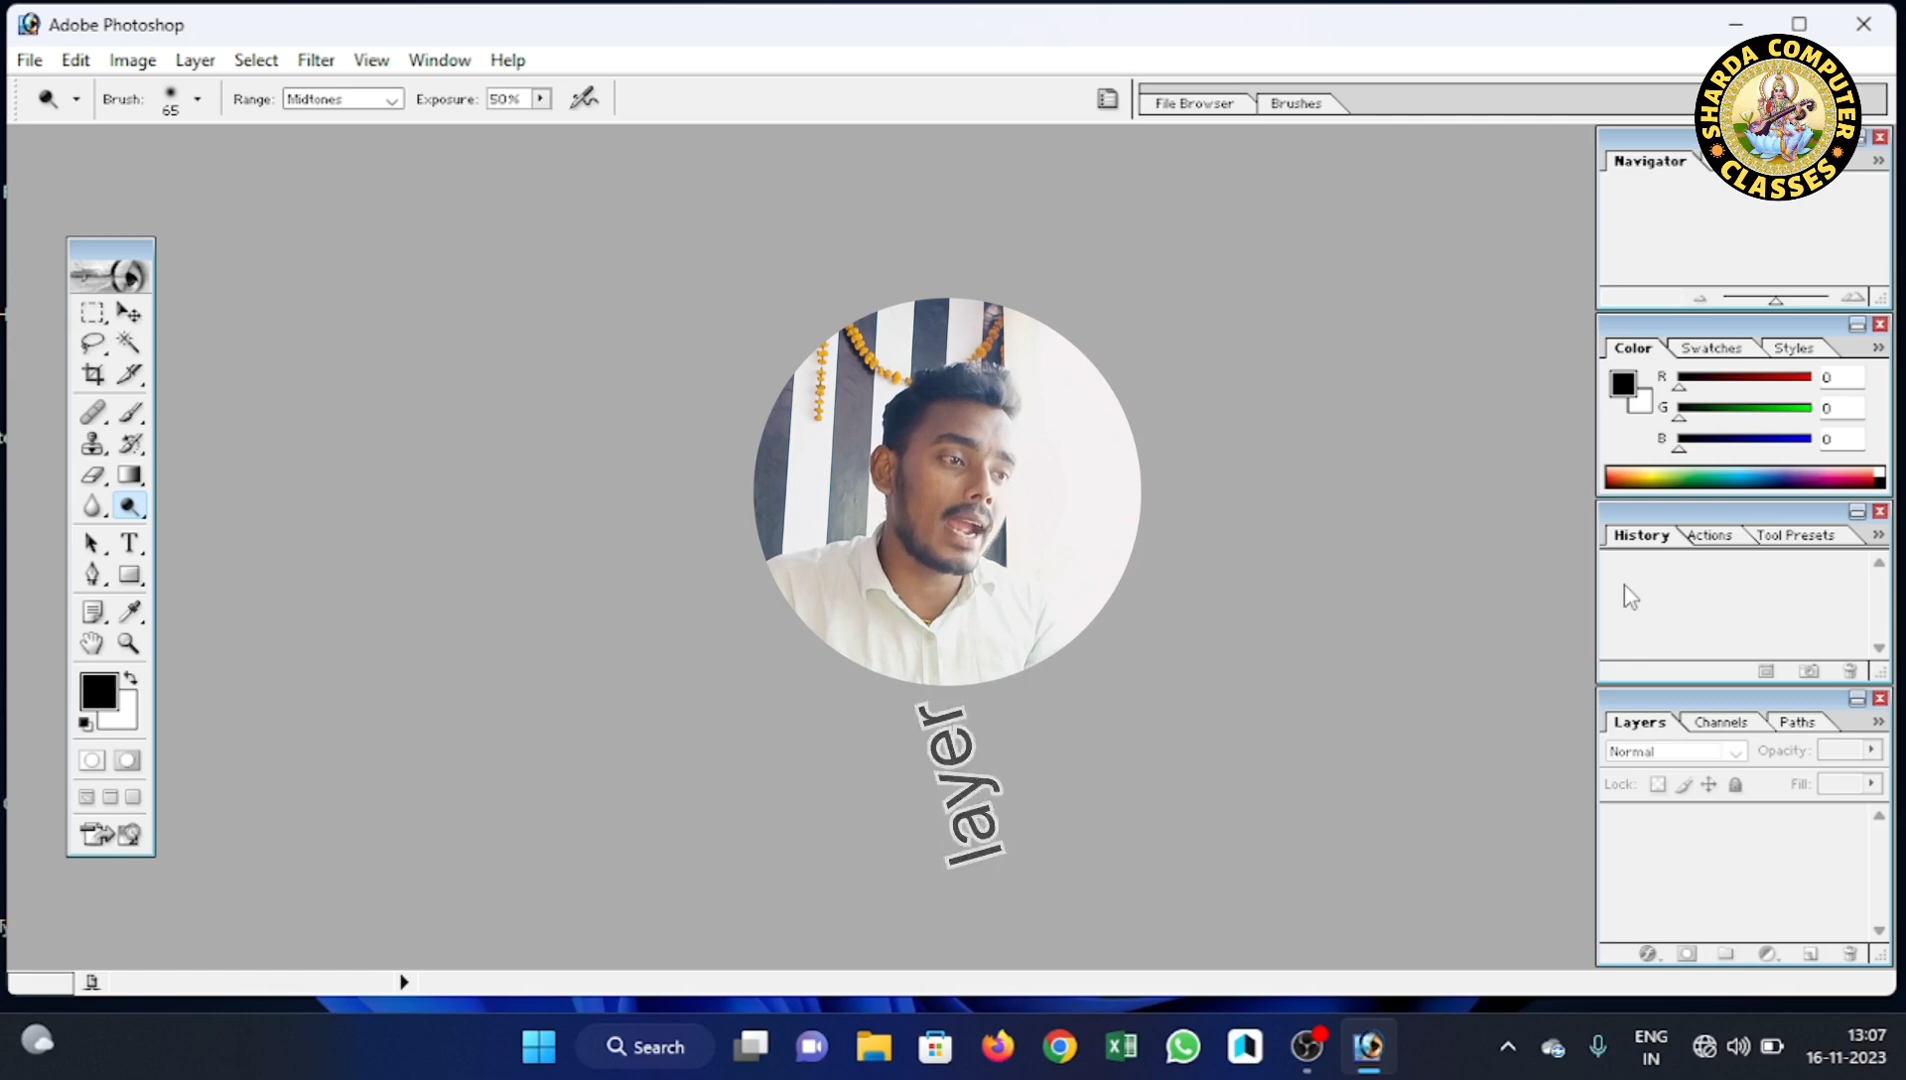 Adobe Photoshop
File Edit Image Layer Select Filter View Window Help
Brush: 65 Range: Midtones Exposure: 50% File Browser Brushes
SHARDA COMPUTER CLASSES
Navigator
Color Swatches Styles
R 0
G 0
B 0
T
History Actions Tool Presets
layer
Layers Channels Paths
Normal Opacity:
Lock: Fill:
Search
ENG
IN
13:07
16-11-2023